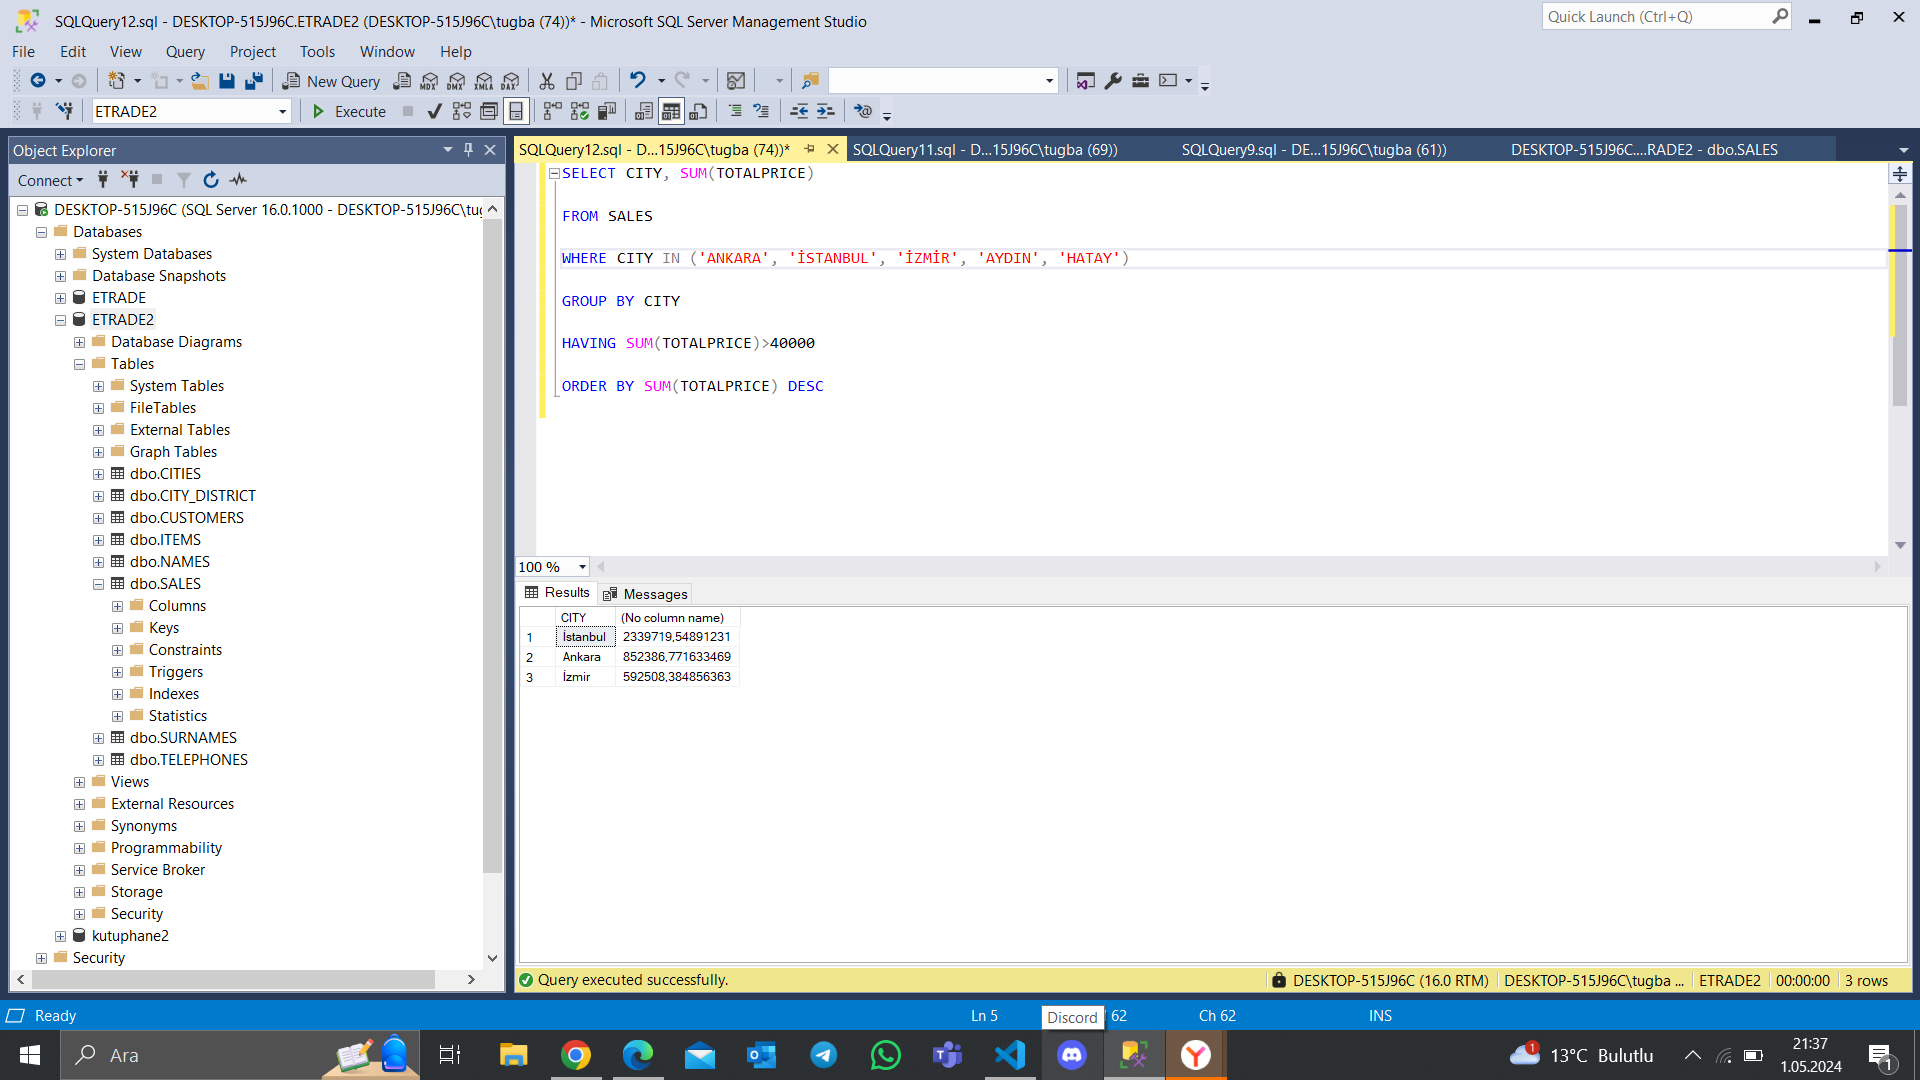 SQLQuery12.sql - DESKTOP-515J96C.ETRADE2 (DESKTOP-515J96C\tugba (74))* - Microsoft SQL Server Management Studio
Quick Launch (Ctrl+Q)
File Edit View Query Project Tools Window Help
New Query MDX DMX XMLA DAX
ETRADE2 Execute
Object Explorer
Connect
DESKTOP-515J96C (SQL Server 16.0.1000 - DESKTOP-515J96C\tug
Databases
System Databases
Database Snapshots
ETRADE
ETRADE2
Database Diagrams
Tables
System Tables
FileTables
External Tables
Graph Tables
dbo.CITIES
dbo.CITY_DISTRICT
dbo.CUSTOMERS
dbo.ITEMS
dbo.NAMES
dbo.SALES
Columns
Keys
Constraints
Triggers
Indexes
Statistics
dbo.SURNAMES
dbo.TELEPHONES
Views
External Resources
Synonyms
Programmability
Service Broker
Storage
Security
kutuphane2
Security
SQLQuery12.sql - D...15J96C\tugba (74))* SQLQuery11.sql - D...15J96C\tugba (69)) SQLQuery9.sql - DE...15J96C\tugba (61)) DESKTOP-515J96C....RADE2 - dbo.SALES
SELECT CITY, SUM(TOTALPRICE)
FROM SALES
WHERE CITY IN ('ANKARA', 'İSTANBUL', 'İZMİR', 'AYDIN', 'HATAY')
GROUP BY CITY
HAVING SUM(TOTALPRICE)>40000
ORDER BY SUM(TOTALPRICE) DESC
100 %
Results Messages
CITY (No column name)
1 İstanbul 2339719,54891231
2 Ankara 852386,771633469
3 İzmir 592508,384856363
Query executed successfully. DESKTOP-515J96C (16.0 RTM) DESKTOP-515J96C\tugba ... ETRADE2 00:00:00 3 rows
Ready Ln 5 62 Ch 62 INS
Discord
Ara
1 13°C Bulutlu 21:37
1.05.2024 1